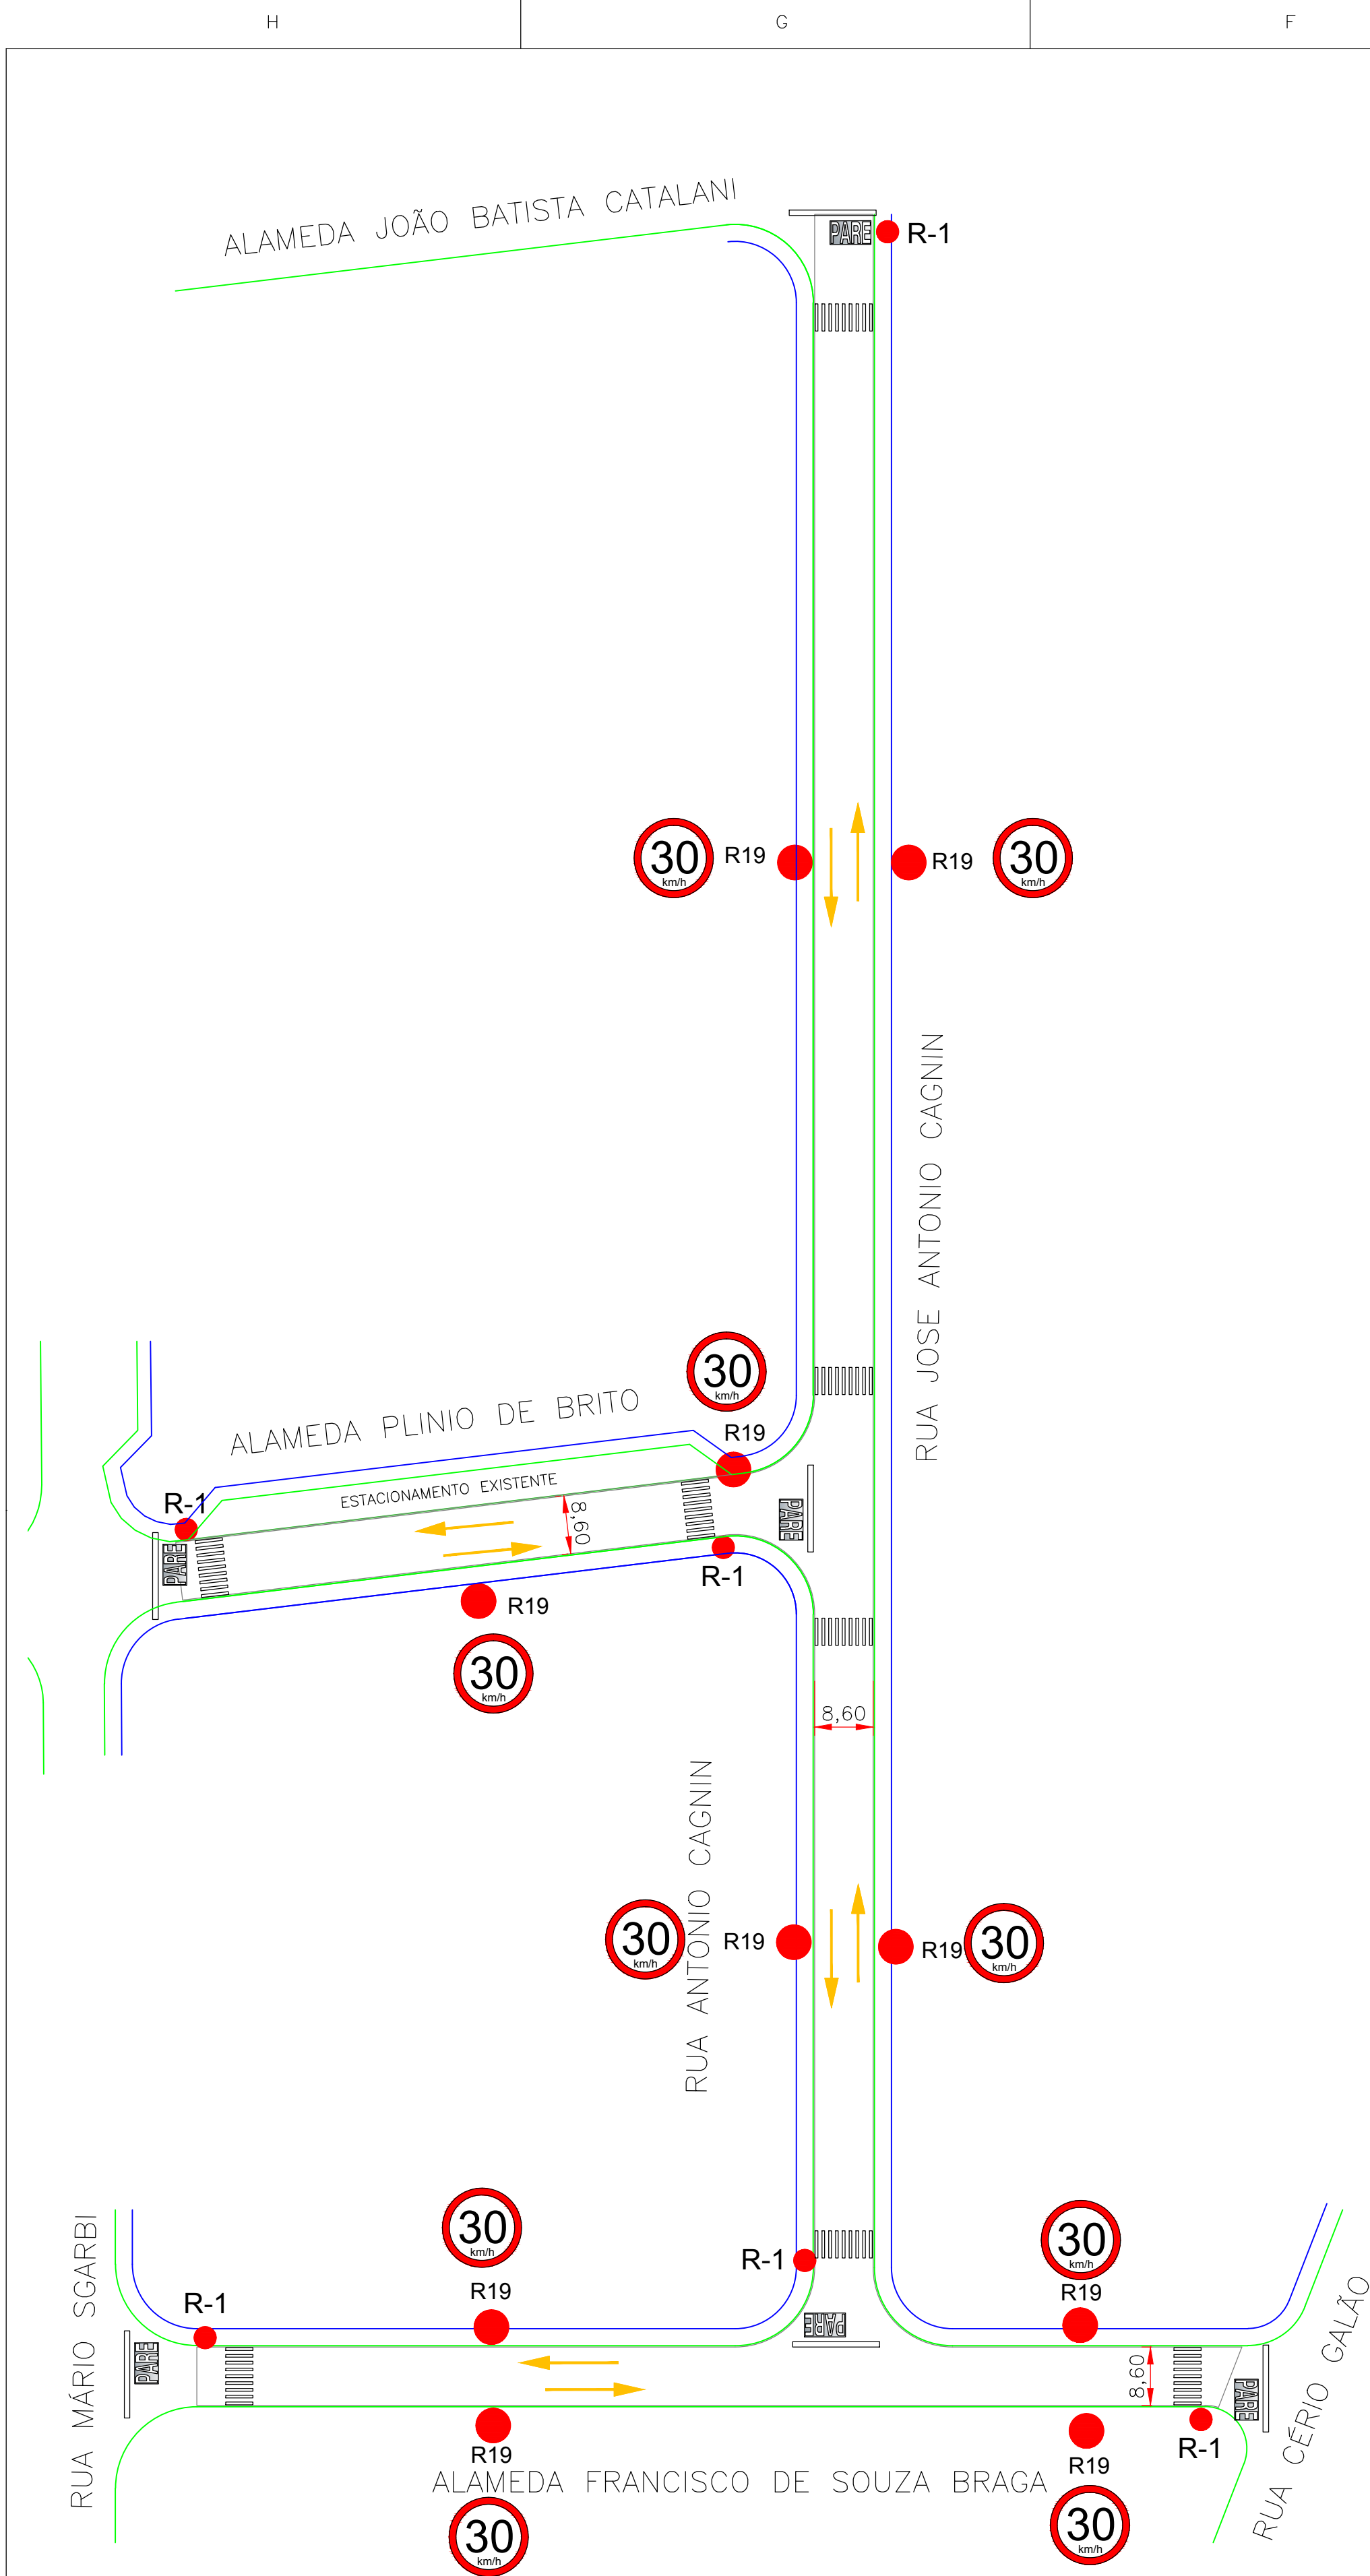 H
G
F
ALAMEDA JOÃO BATISTA CATALANI
PARE
R-1
30
km/h
R19
R19
30
km/h
RUA JOSE ANTONIO CAGNIN
30
km/h
R19
ALAMEDA PLINIO DE BRITO
ESTACIONAMENTO EXISTENTE
8,60
R-1
PARE
PARE
R-1
R19
30
km/h
8,60
RUA ANTONIO CAGNIN
30
km/h
R19
R19
30
km/h
RUA MÁRIO SGARBI
30
km/h
R19
R-1
R-1
30
km/h
R19
PARE
PARE
8,60
PARE
R-1
RUA CÉRIO GALÃO
R19
R19
ALAMEDA FRANCISCO DE SOUZA BRAGA
30
km/h
30
km/h